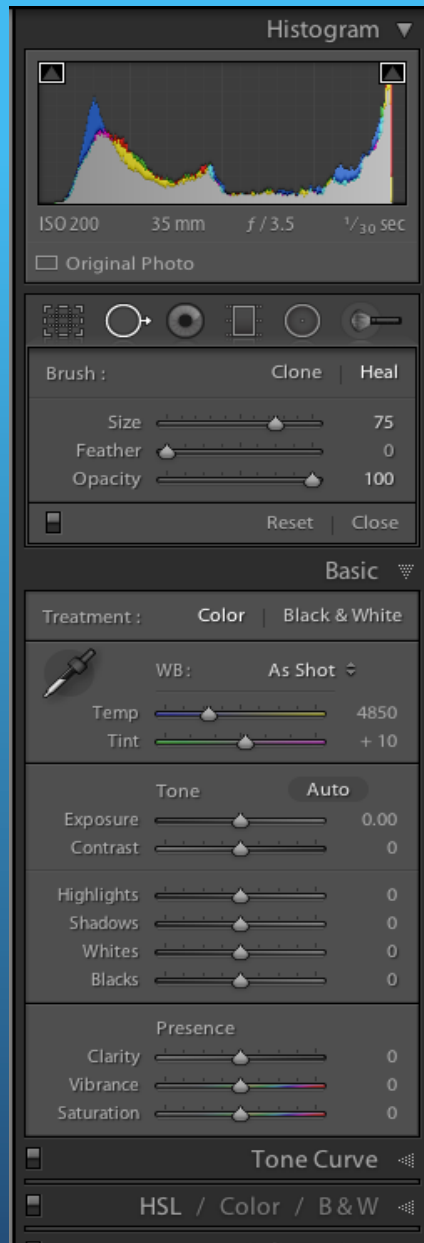 Histogram
ISO 200 35 mm ƒ / 3.5 1/30 sec
Original Photo
Brush : Clone | Heal
Size 75
Feather 0
Opacity 100
Reset | Close
Basic
Treatment : Color | Black & White
WB : As Shot
Temp 4850
Tint + 10
Tone Auto
Exposure 0.00
Contrast 0
Highlights 0
Shadows 0
Whites 0
Blacks 0
Presence
Clarity 0
Vibrance 0
Saturation 0
Tone Curve
HSL / Color / B & W